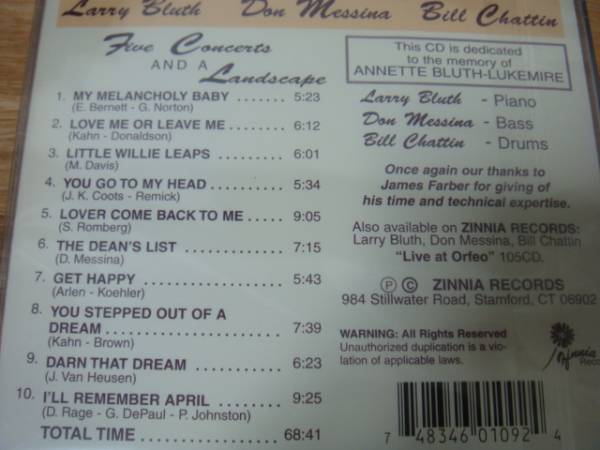 Larry Bluth Don Messina Bill Chattin
Five Concerts
AND A
Landscape
1. MY MELANCHOLY BABY ....... 5:23
(E. Bernett - G. Norton)
2. LOVE ME OR LEAVE ME ........ 6:12
(Kahn - Donaldson)
3. LITTLE WILLIE LEAPS .......... 6:01
(M. Davis)
4. YOU GO TO MY HEAD ........ 5:34
(J. K. Coots - Remick)
5. LOVER COME BACK TO ME ..... 9:05
(S. Romberg)
6. THE DEAN'S LIST ............ 7:15
(D. Messina)
7. GET HAPPY ................. 5:43
(Arlen - Koehler)
8. YOU STEPPED OUT OF A
DREAM ..................... 7:39
(Kahn - Brown)
9. DARN THAT DREAM ........... 6:23
(J. Van Heusen)
10. I'LL REMEMBER APRIL ........ 9:25
(D. Rage - G. DePaul - P. Johnston)
TOTAL TIME ................. 68:41
This CD is dedicated
to the memory of
ANNETTE BLUTH-LUKEMIRE
Larry Bluth - Piano
Don Messina - Bass
Bill Chattin - Drums
Once again our thanks to
James Farber for giving of
his time and technical expertise.
Also available on ZINNIA RECORDS:
Larry Bluth, Don Messina, Bill Chattin
"Live at Orfeo" 105CD.
Ⓟ © ZINNIA RECORDS
984 Stillwater Road, Stamford, CT 06902
WARNING: All Rights Reserved
Unauthorized duplication is a vio-
lation of applicable laws.
Zinnia
Reco
7 48346 01092 4